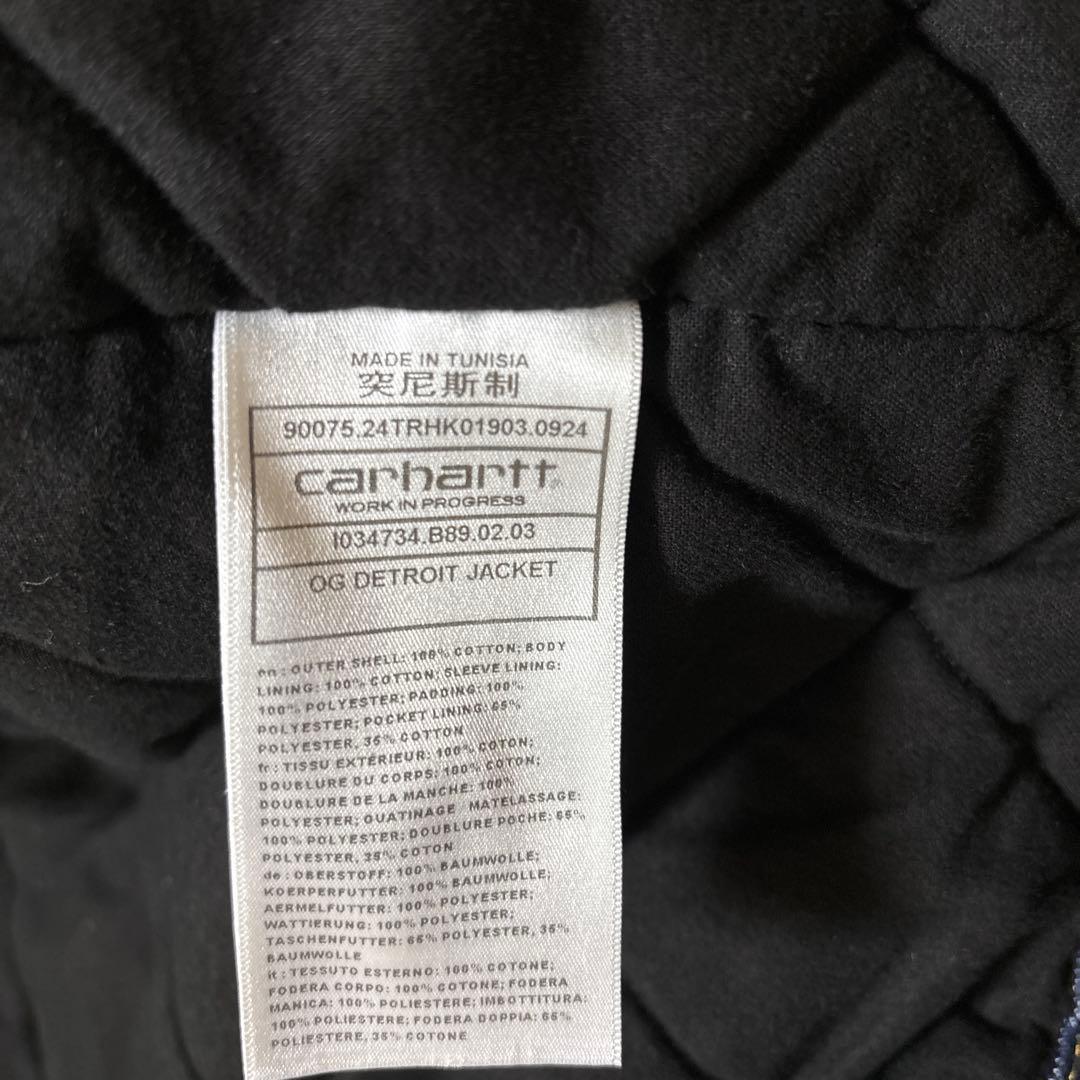 MADE IN TUNISIA
突尼斯制
90075.24TRHK01903.0924
carhartt
WORK IN PROGRESS
I034734.B89.02.03
OG DETROIT JACKET
en : OUTER SHELL: 100% COTTON; BODY
LINING: 100% COTTON; SLEEVE LINING:
100% POLYESTER; PADDING: 100%
POLYESTER; POCKET LINING: 65%
POLYESTER, 35% COTTON
fr : TISSU EXTÉRIEUR: 100% COTON;
DOUBLURE DU CORPS: 100% COTON;
DOUBLURE DE LA MANCHE: 100%
POLYESTER; OUATINAGE MATELASSAGE:
100% POLYESTER; DOUBLURE POCHE: 65%
POLYESTER, 35% COTON
de : OBERSTOFF: 100% BAUMWOLLE;
KOERPERFUTTER: 100% BAUMWOLLE;
AERMELFUTTER: 100% POLYESTER;
WATTIERUNG: 100% POLYESTER;
TASCHENFUTTER: 65% POLYESTER, 35%
BAUMWOLLE
it : TESSUTO ESTERNO: 100% COTONE;
FODERA CORPO: 100% COTONE; FODERA
MANICA: 100% POLIESTERE; IMBOTTITURA:
100% POLIESTERE; FODERA DOPPIA: 65%
POLIESTERE, 35% COTONE